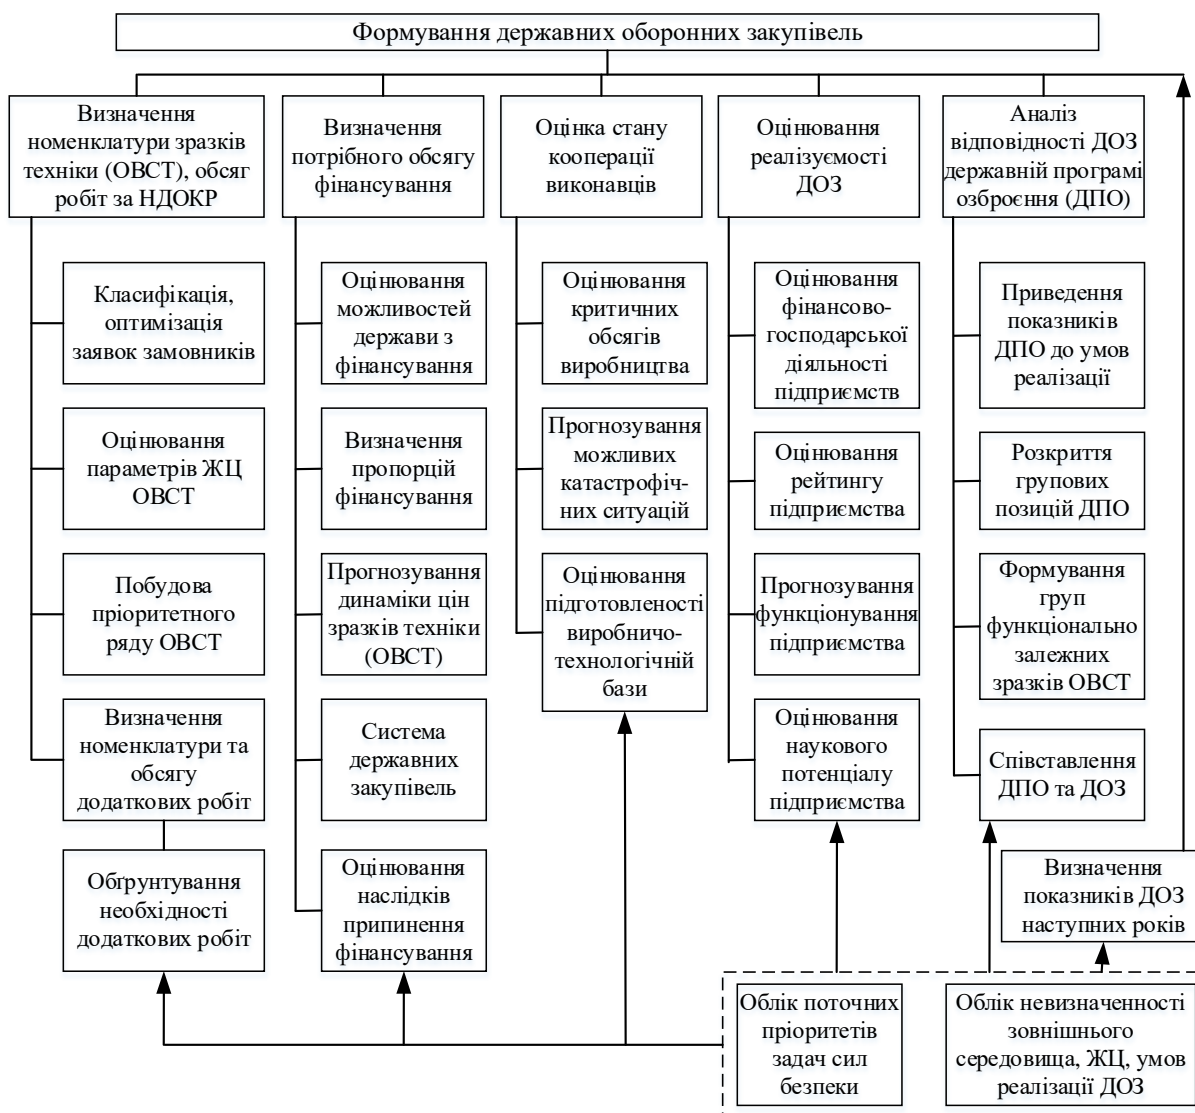 Формування державних оборонних закупівель
Визначення
номенклатури зразків
техніки (ОВСТ), обсяг
робіт за НДОКР
Визначення
потрібного обсягу
фінансування
Оцінка стану
кооперації
виконавців
Оцінювання
реалізуємості
ДОЗ
Аналіз
відповідності ДОЗ
державній програмі
озброєння (ДПО)
Класифікація,
оптимізація
заявок замовників
Оцінювання
параметрів ЖЦ
ОВСТ
Побудова
пріоритетного
ряду ОВСТ
Визначення
номенклатури та
обсягу
додаткових робіт
Обґрунтування
необхідності
додаткових робіт
Оцінювання
можливостей
держави з
фінансування
Визначення
пропорцій
фінансування
Прогнозування
динаміки цін
зразків техніки
(ОВСТ)
Система
державних
закупівель
Оцінювання
наслідків
припинення
фінансування
Оцінювання
критичних
обсягів
виробництва
Прогнозування
можливих
катастрофіч-
них ситуацій
Оцінювання
підготовленості
виробничо-
технологічній
бази
Оцінювання
фінансово-
господарської
діяльності
підприємств
Оцінювання
рейтингу
підприємства
Прогнозування
функціонування
підприємства
Оцінювання
наукового
потенціалу
підприємства
Приведення
показників
ДПО до умов
реалізації
Розкриття
групових
позицій ДПО
Формування
груп
функціонально
залежних
зразків ОВСТ
Співставлення
ДПО та ДОЗ
Визначення
показників ДОЗ
наступних років
Облік поточних
пріоритетів
задач сил
безпеки
Облік невизначенності
зовнішнього
середовища, ЖЦ, умов
реалізації ДОЗ